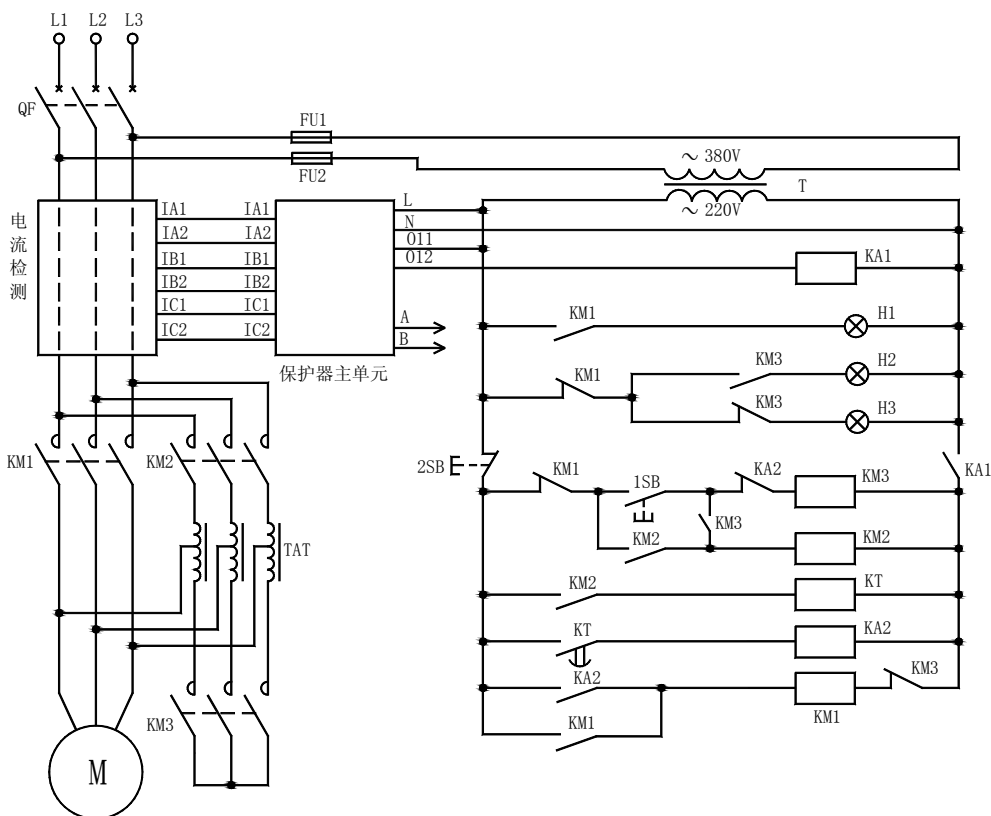 L1 L2 L3
QF
FU1
FU2
～380V
T
～220V
电流检测
IA1 IA1
IA2 IA2
IB1 IB1
IB2 IB2
IC1 IC1
IC2 IC2
L
N
O11
O12
A
B
保护器主单元
KA1
KM1 H1
KM3 H2
KM1
KM3 H3
KM1
KM2
2SB
KA1
KM1 1SB KA2 KM3
KM3
KM2 KM2
TAT
KM2 KT
KT KA2
KA2 KM3
KM1
KM1
KM3
M